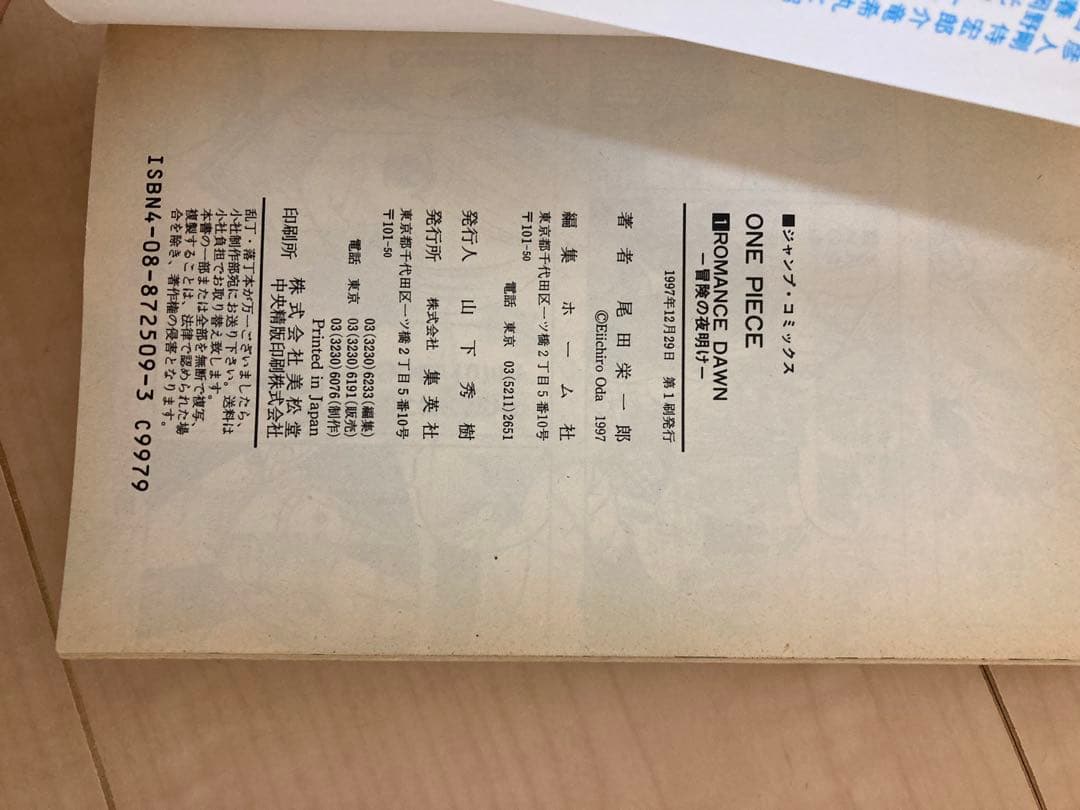 ■ジャンプ・コミックス
ONE PIECE
1 ROMANCE DAWN
―冒険の夜明け―
1997年12月29日 第1刷発行
著者 尾田栄一郎
©Eiichiro Oda 1997
編集 ホーム社
東京都千代田区一ツ橋2丁目5番10号
〒101-50
電話 東京 03(5211)2651
発行人 山下秀樹
発行所 株式会社 集英社
東京都千代田区一ツ橋2丁目5番10号
〒101-50
03(3230)6233(編集)
電話 東京 03(3230)6191(販売)
03(3230)6076(制作)
Printed in Japan
印刷所 株式会社美松堂
中央精版印刷株式会社
乱丁・落丁本が万一ございましたら、
小社制作部宛にお送り下さい。送料は
小社負担でお取り替え致します。
本書の一部または全部を無断で複写、
複製することは、法律で認められた場
合を除き、著作権の侵害となります。
ISBN4-08-872509-3 C9979